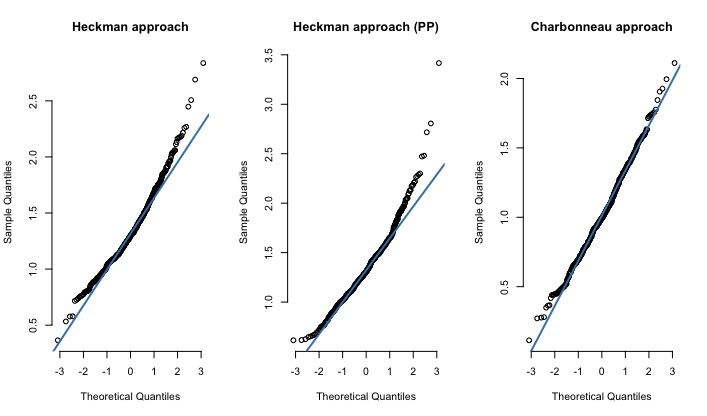 Heckman approach
Sample Quantiles
0.5 1.0 1.5 2.0 2.5
-3 -2 -1 0 1 2 3
Theoretical Quantiles
Heckman approach (PP)
Sample Quantiles
1.0 1.5 2.0 2.5 3.0 3.5
-3 -2 -1 0 1 2 3
Theoretical Quantiles
Charbonneau approach
Sample Quantiles
0.5 1.0 1.5 2.0
-3 -2 -1 0 1 2 3
Theoretical Quantiles